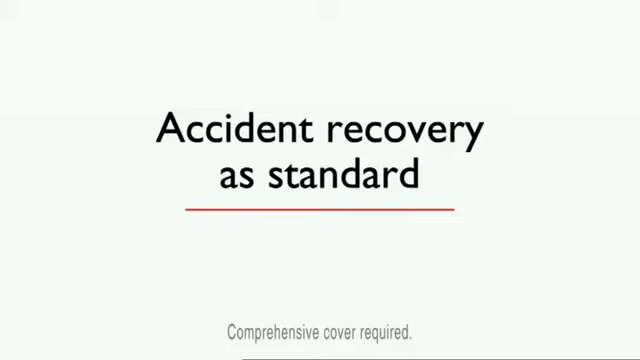 Accident recovery
as standard
Comprehensive cover required.